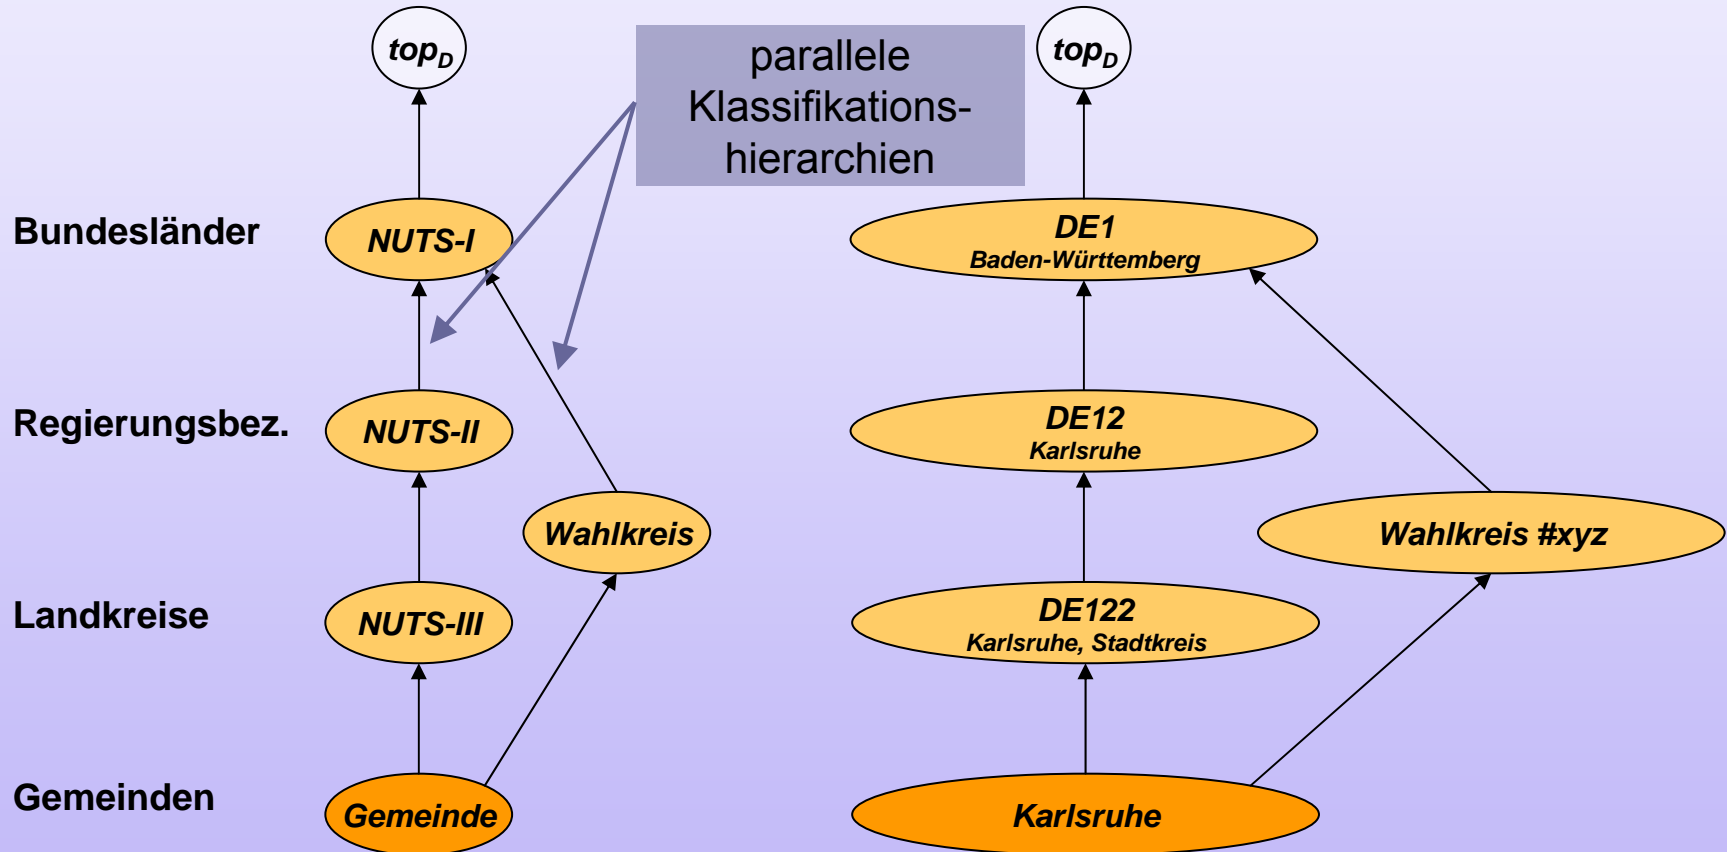 top_D
parallele
Klassifikations-
hierarchien
top_D
Bundesländer
NUTS-I
DE1
Baden-Württemberg
Regierungsbez.
NUTS-II
DE12
Karlsruhe
Wahlkreis
Wahlkreis #xyz
Landkreise
NUTS-III
DE122
Karlsruhe, Stadtkreis
Gemeinden
Gemeinde
Karlsruhe